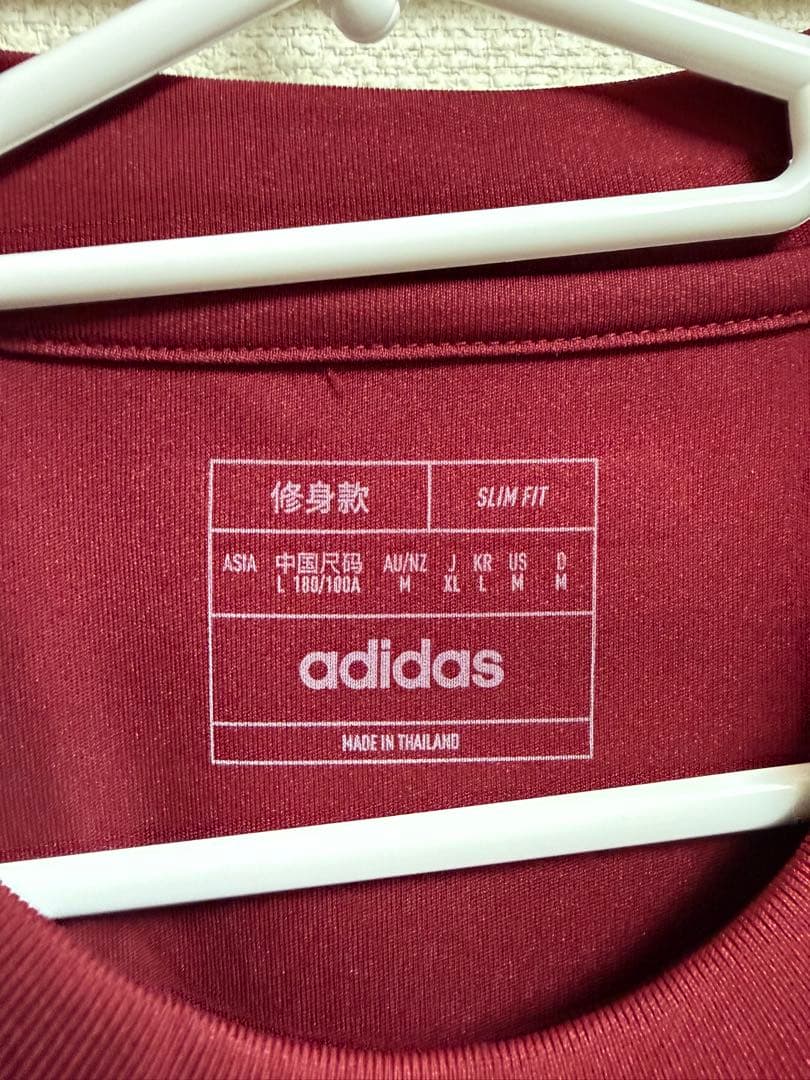 修身款 SLIM FIT
ASIA 中国尺码 AU/NZ J KR US D
L 180/100A M XL L M M
adidas
MADE IN THAILAND